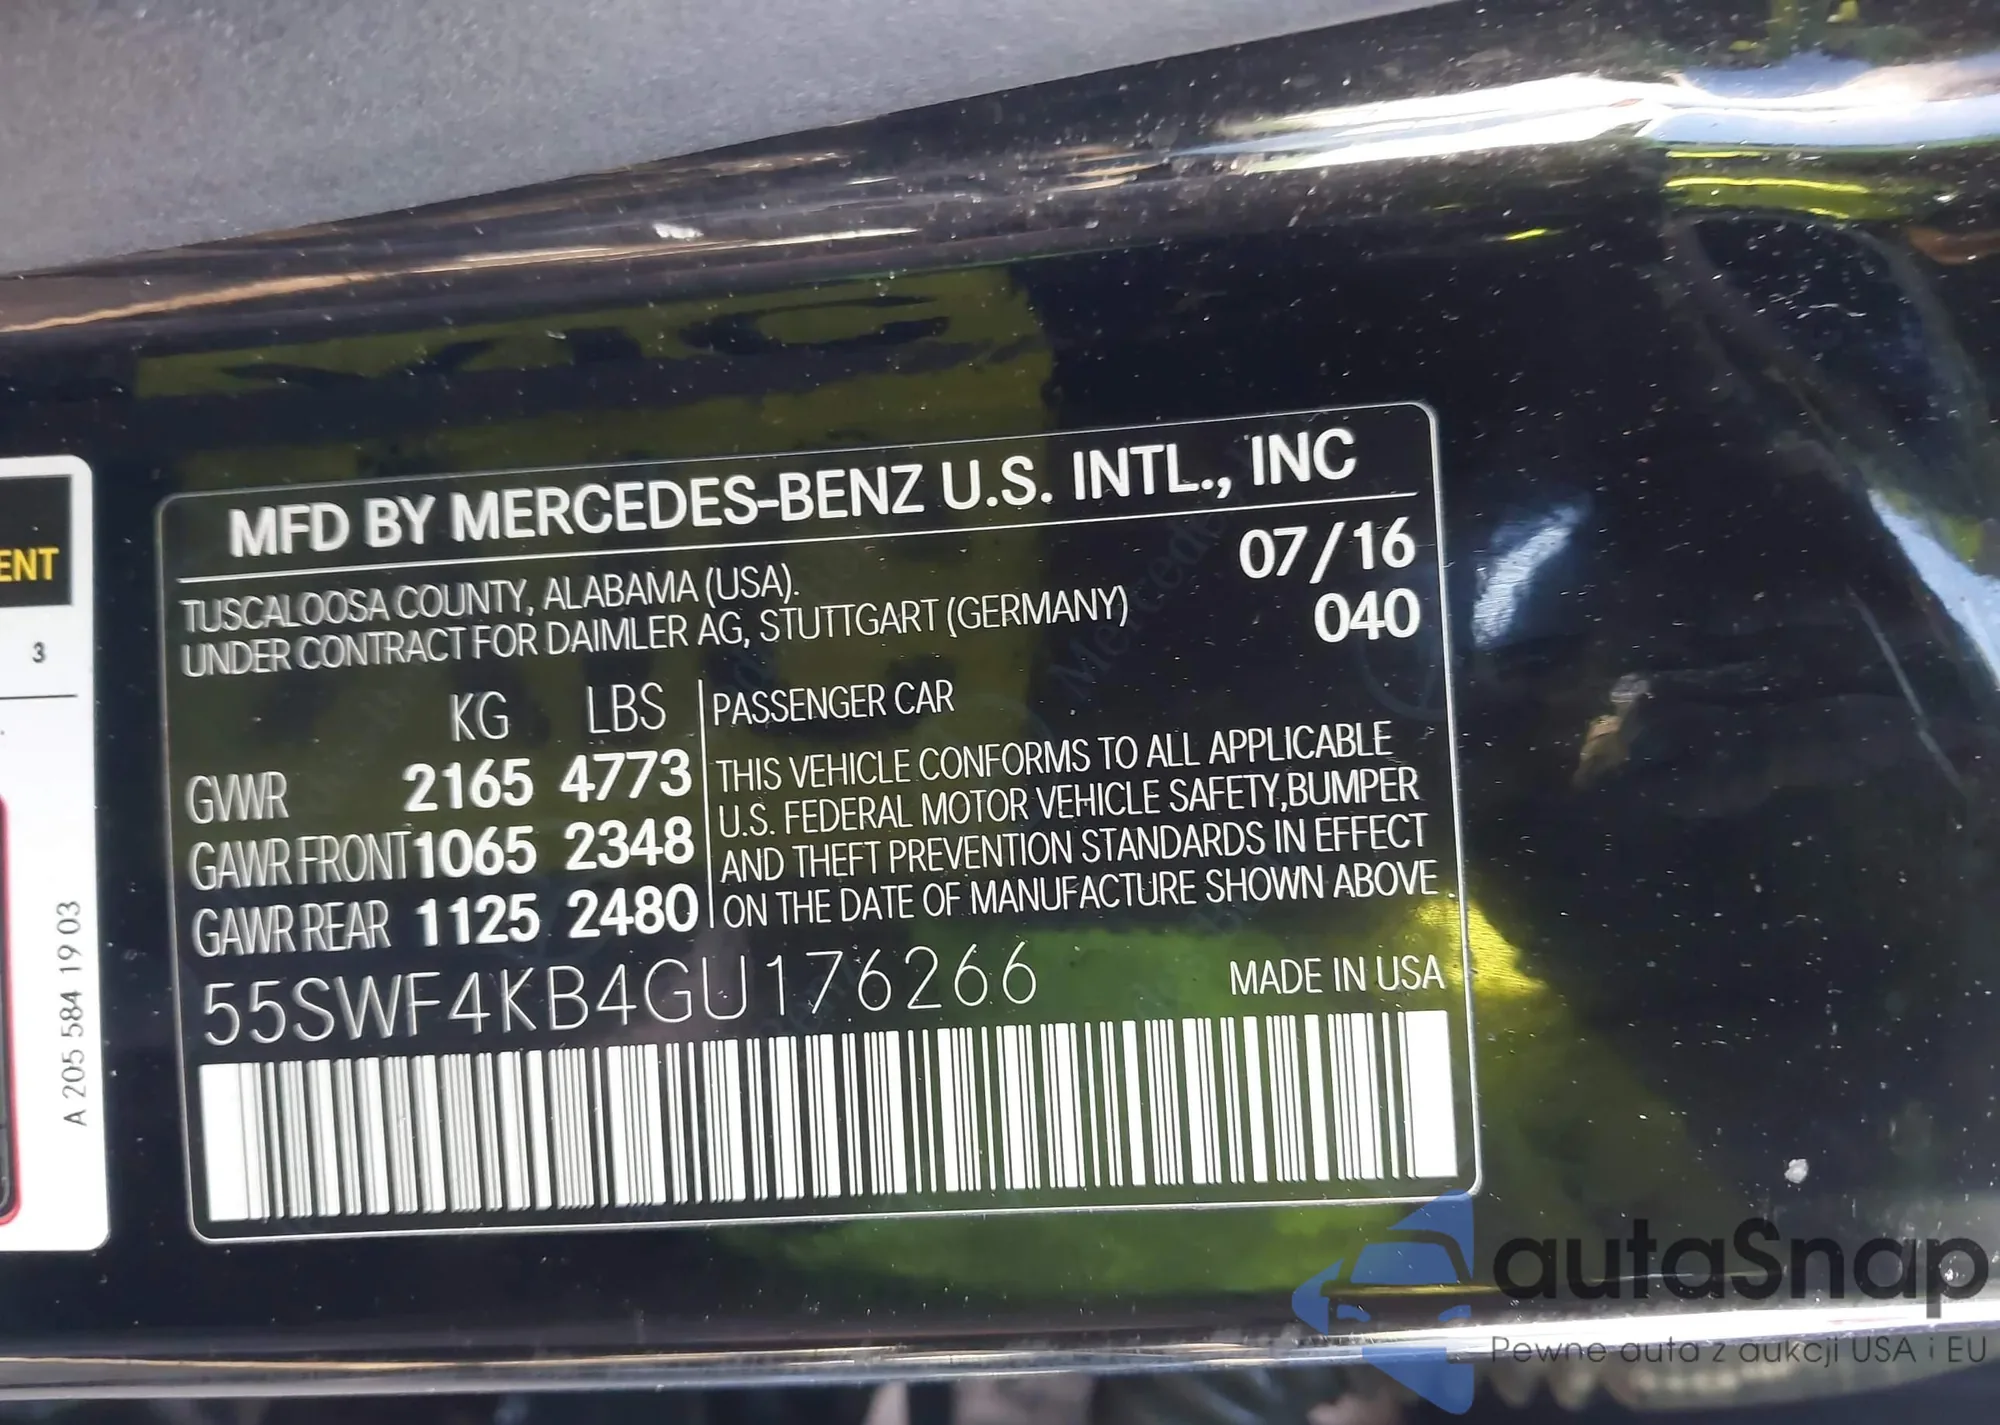 MFD BY MERCEDES-BENZ U.S. INTL., INC
TUSCALOOSA COUNTY, ALABAMA (USA).
07/16
UNDER CONTRACT FOR DAIMLER AG, STUTTGART (GERMANY)
040
KG LBS
GVWR 2165 4773
GAWR FRONT 1065 2348
GAWR REAR 1125 2480
PASSENGER CAR
THIS VEHICLE CONFORMS TO ALL APPLICABLE
U.S. FEDERAL MOTOR VEHICLE SAFETY,BUMPER
AND THEFT PREVENTION STANDARDS IN EFFECT
ON THE DATE OF MANUFACTURE SHOWN ABOVE
55SWF4KB4GU176266
MADE IN USA
3
A 205 584 19 03
autaSnap
Pewne auta z aukcji USA i EU